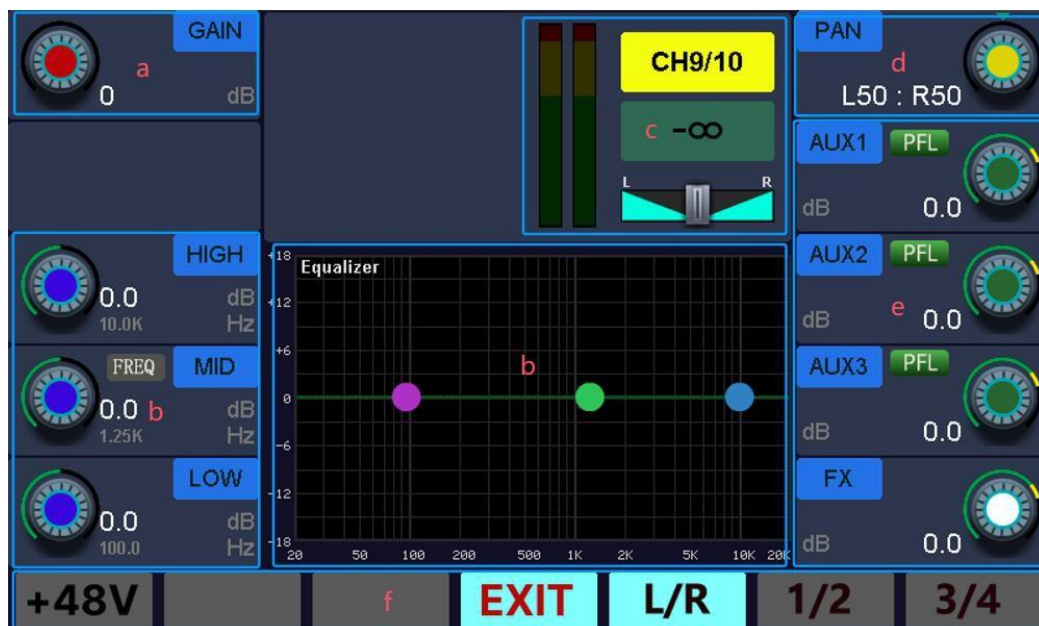 GAIN
a
0 dB
CH9/10
c -∞
L R
PAN
d
L50 : R50
AUX1 PFL
dB 0.0
AUX2 PFL
e
dB 0.0
AUX3 PFL
dB 0.0
FX
dB 0.0
HIGH
0.0 dB
10.0K Hz
FREQ MID
0.0 b dB
1.25K Hz
LOW
0.0 dB
100.0 Hz
Equalizer
+18
+12
+6
0
-6
-12
-18
b
20 50 100 200 500 1K 2K 5K 10K 20K
+48V f EXIT L/R 1/2 3/4